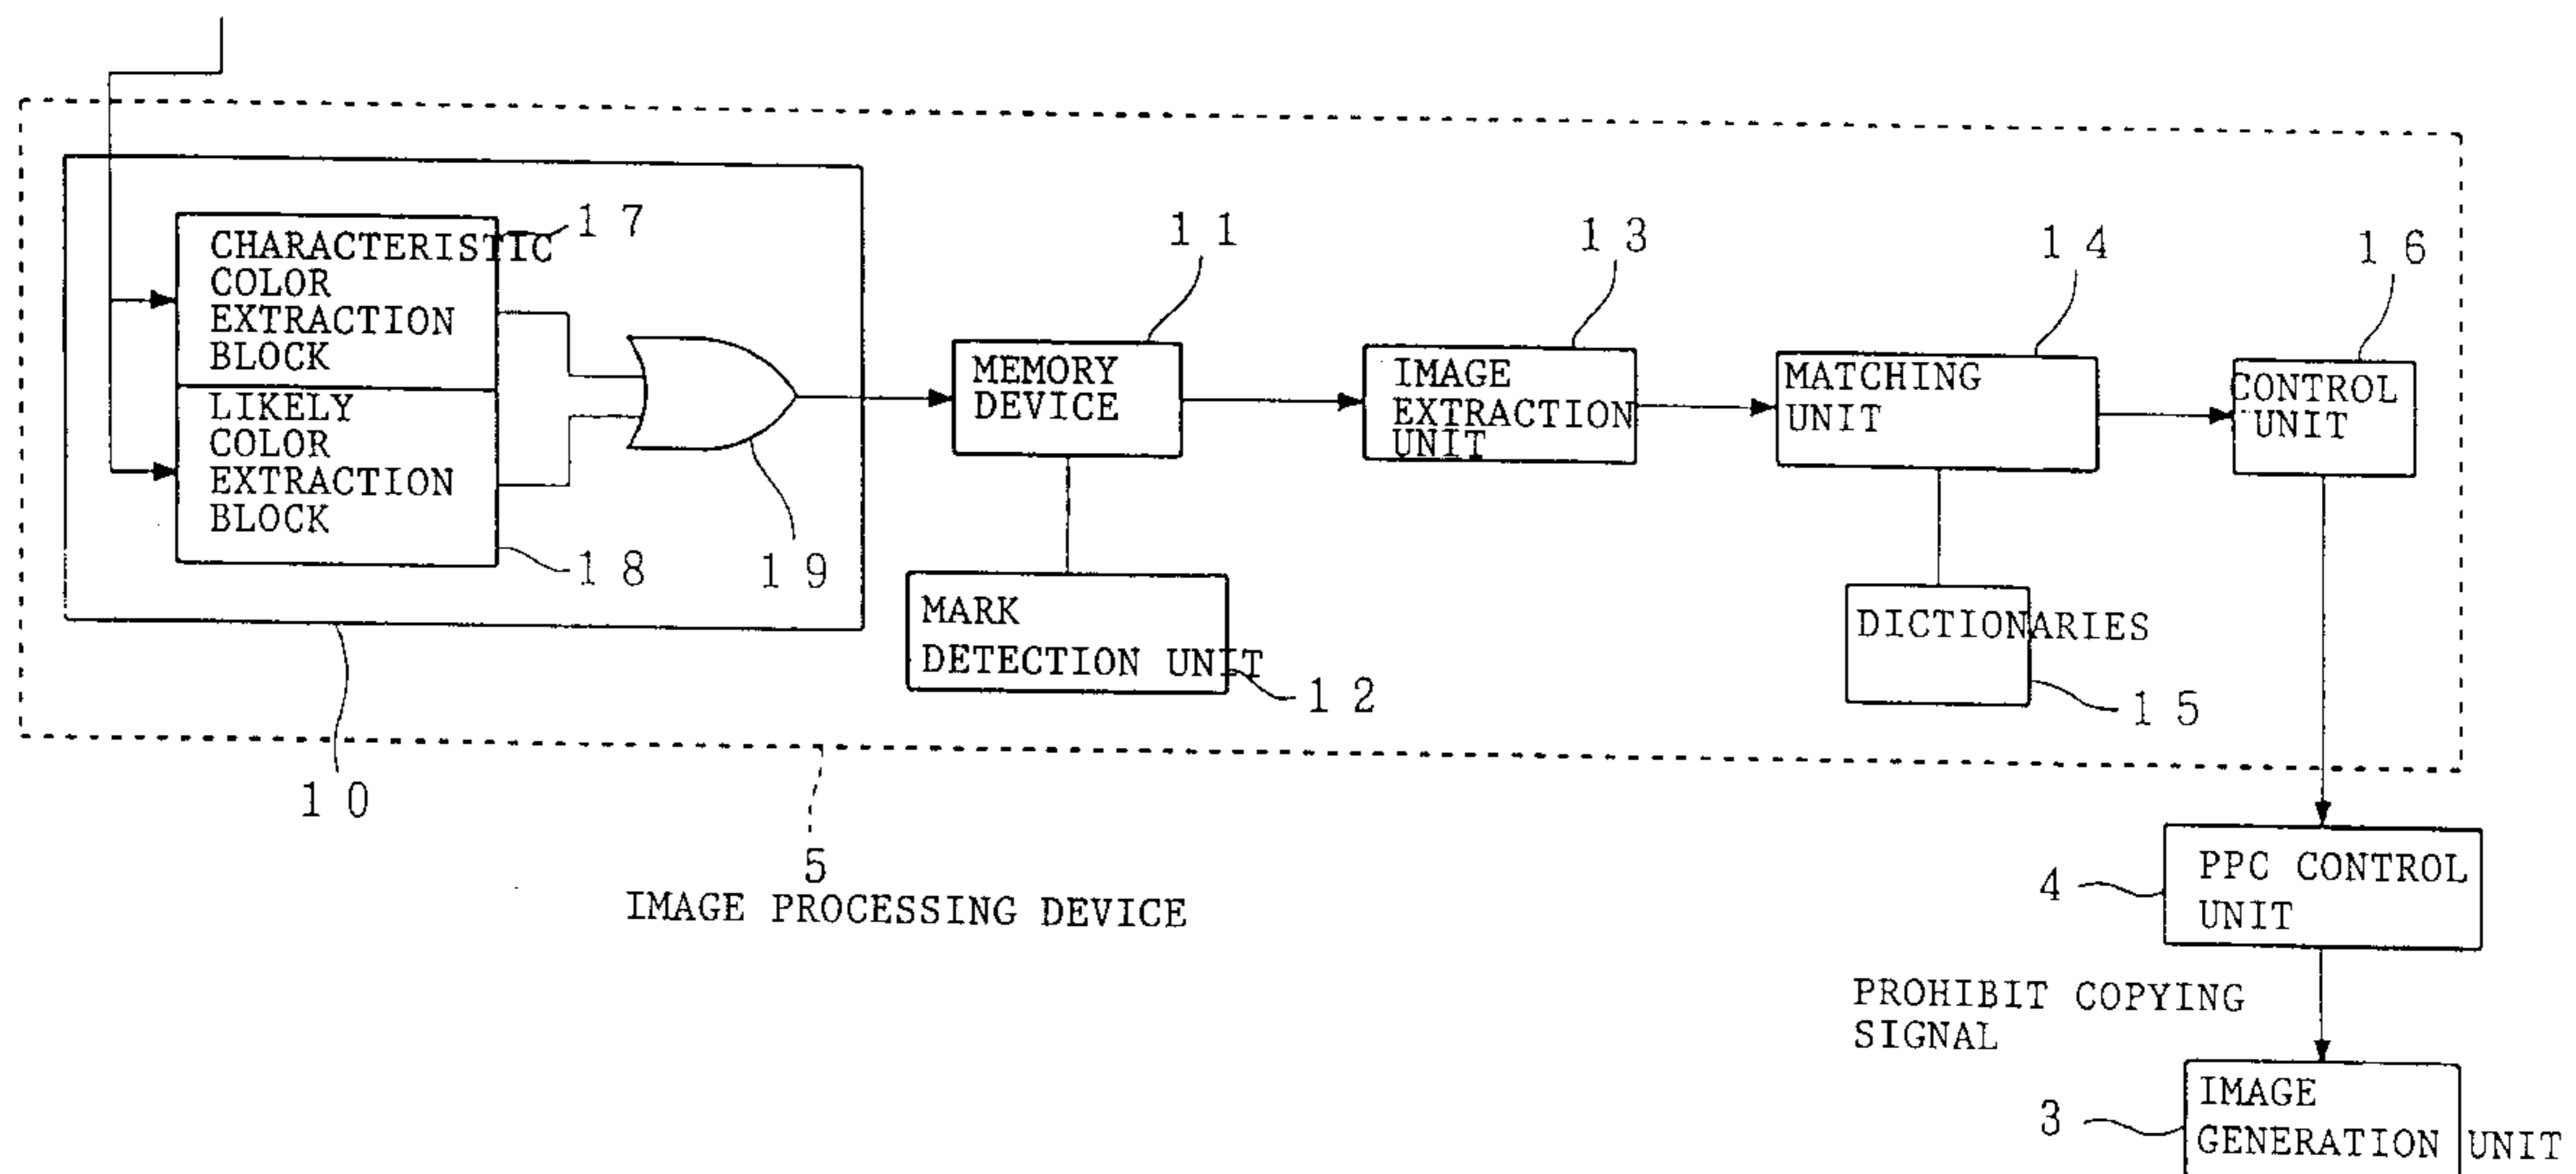 17
CHARACTERISTIC
COLOR
EXTRACTION
BLOCK
LIKELY
COLOR
EXTRACTION
BLOCK
18
19
10
11
MEMORY
DEVICE
MARK
DETECTION UNIT
12
13
IMAGE
EXTRACTION
UNIT
14
MATCHING
UNIT
DICTIONARIES
15
16
CONTROL
UNIT
5
IMAGE PROCESSING DEVICE
4
PPC CONTROL
UNIT
PROHIBIT COPYING
SIGNAL
3
IMAGE
GENERATION UNIT